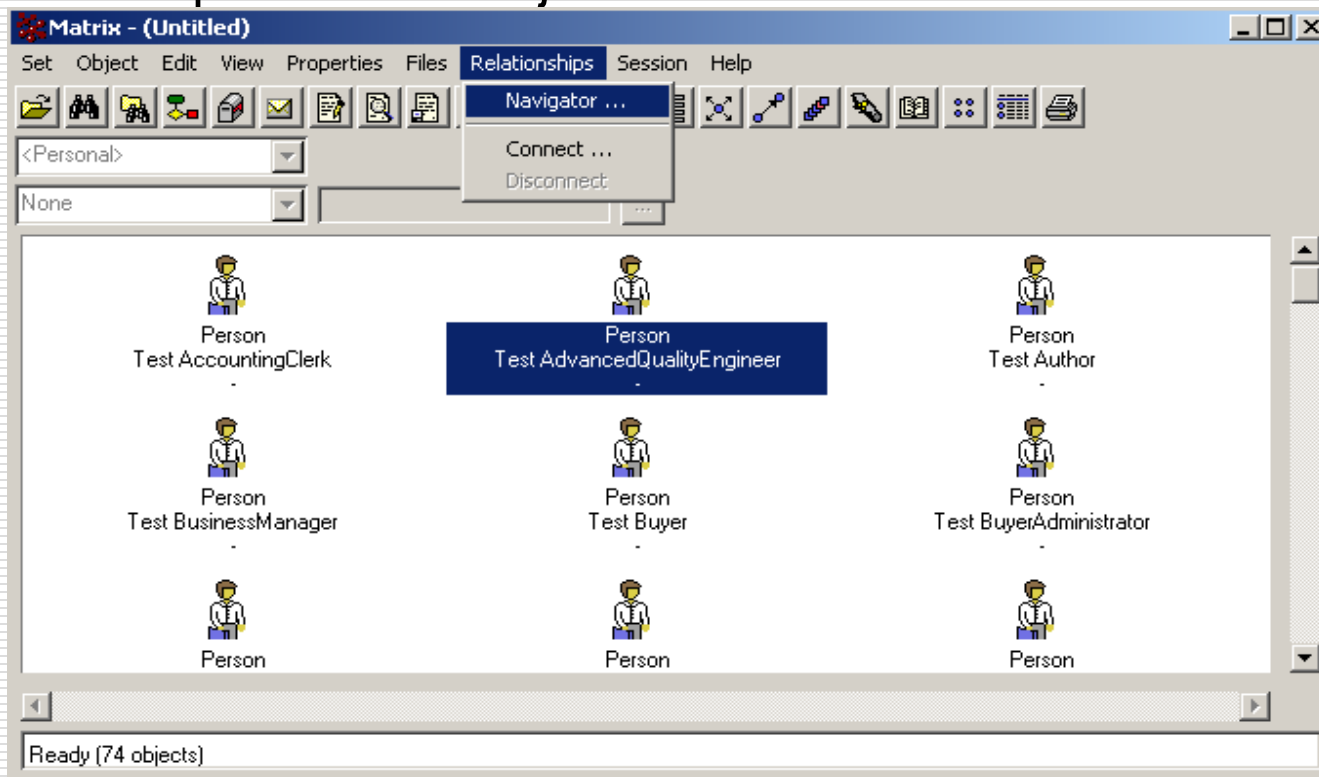 Matrix - (Untitled)
Set Object Edit View Properties Files Relationships Session Help
Navigator ...
<Personal>
Connect ...
Disconnect
None
...
Person Person Person
Test AccountingClerk Test AdvancedQualityEngineer Test Author
- - -
Person Person Person
Test BusinessManager Test Buyer Test BuyerAdministrator
- - -
Person Person Person
Ready (74 objects)